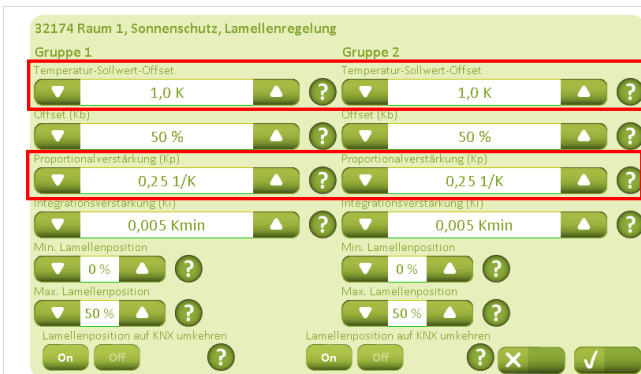 32174 Raum 1, Sonnenschutz, Lamellenregelung
Gruppe 1 Gruppe 2
Temperatur-Sollwert-Offset Temperatur-Sollwert-Offset
1,0 K ? 1,0 K ?
Offset (Kb) Offset (Kb)
50 % ? 50 % ?
Proportionalverstärkung (Kp) Proportionalverstärkung (Kp)
0,25 1/K ? 0,25 1/K ?
Integrationsverstärkung (Ki) Integrationsverstärkung (Ki)
0,005 Kmin ? 0,005 Kmin ?
Min. Lamellenposition Min. Lamellenposition
0 % ? 0 % ?
Max. Lamellenposition Max. Lamellenposition
50 % ? 50 % ?
Lamellenposition auf KNX umkehren Lamellenposition auf KNX umkehren
On Off ? On Off ?